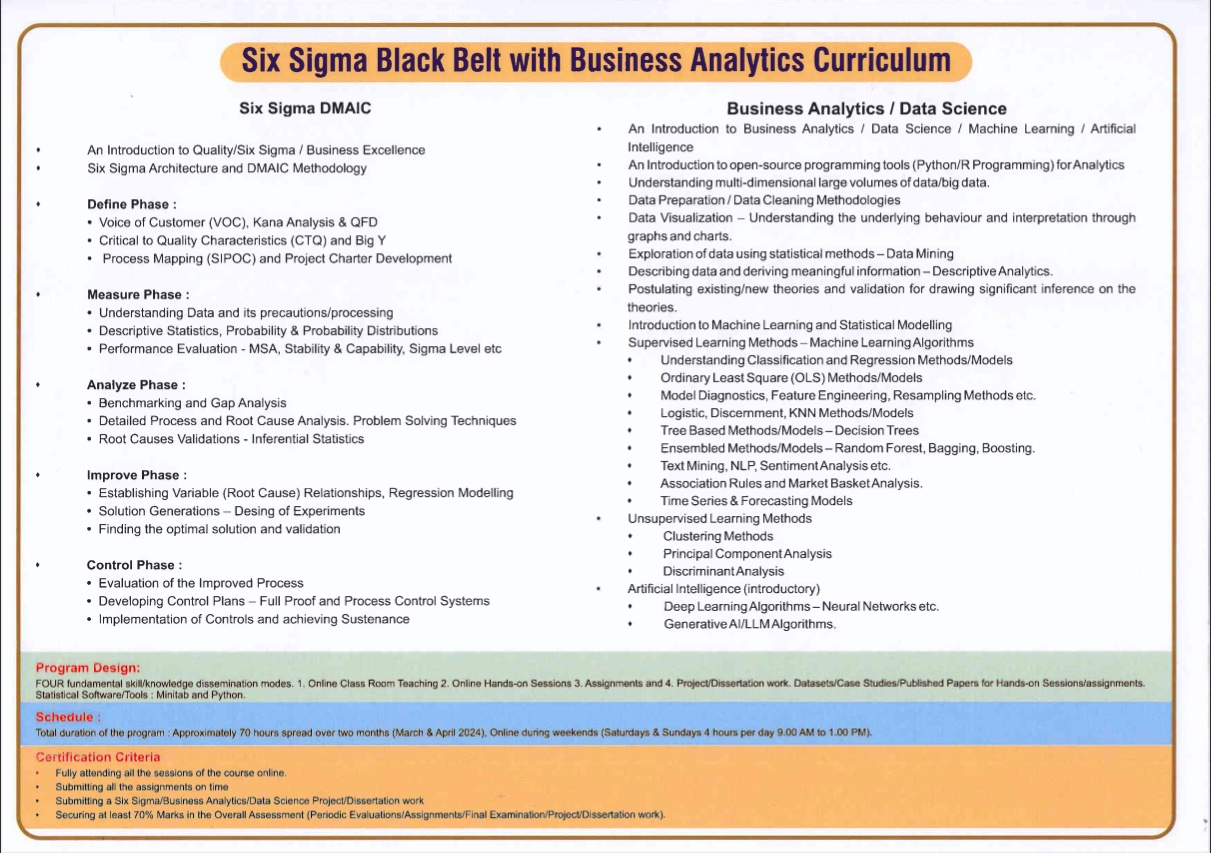 Six Sigma Black Belt with Business Analytics Curriculum
Six Sigma DMAIC
• An Introduction to Quality/Six Sigma / Business Excellence
• Six Sigma Architecture and DMAIC Methodology
• Define Phase :
• Voice of Customer (VOC), Kana Analysis & QFD
• Critical to Quality Characteristics (CTQ) and Big Y
• Process Mapping (SIPOC) and Project Charter Development
• Measure Phase :
• Understanding Data and its precautions/processing
• Descriptive Statistics, Probability & Probability Distributions
• Performance Evaluation - MSA, Stability & Capability, Sigma Level etc
• Analyze Phase :
• Benchmarking and Gap Analysis
• Detailed Process and Root Cause Analysis. Problem Solving Techniques
• Root Causes Validations - Inferential Statistics
• Improve Phase :
• Establishing Variable (Root Cause) Relationships, Regression Modelling
• Solution Generations – Desing of Experiments
• Finding the optimal solution and validation
• Control Phase :
• Evaluation of the Improved Process
• Developing Control Plans – Full Proof and Process Control Systems
• Implementation of Controls and achieving Sustenance
Business Analytics / Data Science
• An Introduction to Business Analytics / Data Science / Machine Learning / Artificial
Intelligence
• An Introduction to open-source programming tools (Python/R Programming) for Analytics
• Understanding multi-dimensional large volumes of data/big data.
• Data Preparation / Data Cleaning Methodologies
• Data Visualization – Understanding the underlying behaviour and interpretation through
graphs and charts.
• Exploration of data using statistical methods – Data Mining
• Describing data and deriving meaningful information – Descriptive Analytics.
• Postulating existing/new theories and validation for drawing significant inference on the
theories.
• Introduction to Machine Learning and Statistical Modelling
• Supervised Learning Methods – Machine Learning Algorithms
• Understanding Classification and Regression Methods/Models
• Ordinary Least Square (OLS) Methods/Models
• Model Diagnostics, Feature Engineering, Resampling Methods etc.
• Logistic, Discernment, KNN Methods/Models
• Tree Based Methods/Models – Decision Trees
• Ensembled Methods/Models – Random Forest, Bagging, Boosting.
• Text Mining, NLP, Sentiment Analysis etc.
• Association Rules and Market Basket Analysis.
• Time Series & Forecasting Models
• Unsupervised Learning Methods
• Clustering Methods
• Principal Component Analysis
• Discriminant Analysis
• Artificial Intelligence (introductory)
• Deep Learning Algorithms – Neural Networks etc.
• Generative AI/LLM Algorithms.
Program Design:
FOUR fundamental skill/knowledge dissemination modes. 1. Online Class Room Teaching 2. Online Hands-on Sessions 3. Assignments and 4. Project/Dissertation work. Datasets/Case Studies/Published Papers for Hands-on Sessions/assignments.
Statistical Software/Tools : Minitab and Python.
Schedule :
Total duration of the program : Approximately 70 hours spread over two months (March & April 2024), Online during weekends (Saturdays & Sundays 4 hours per day 9.00 AM to 1.00 PM).
Certification Criteria
• Fully attending all the sessions of the course online.
• Submitting all the assignments on time
• Submitting a Six Sigma/Business Analytics/Data Science Project/Dissertation work
• Securing at least 70% Marks in the Overall Assessment (Periodic Evaluations/Assignments/Final Examination/Project/Dissertation work).